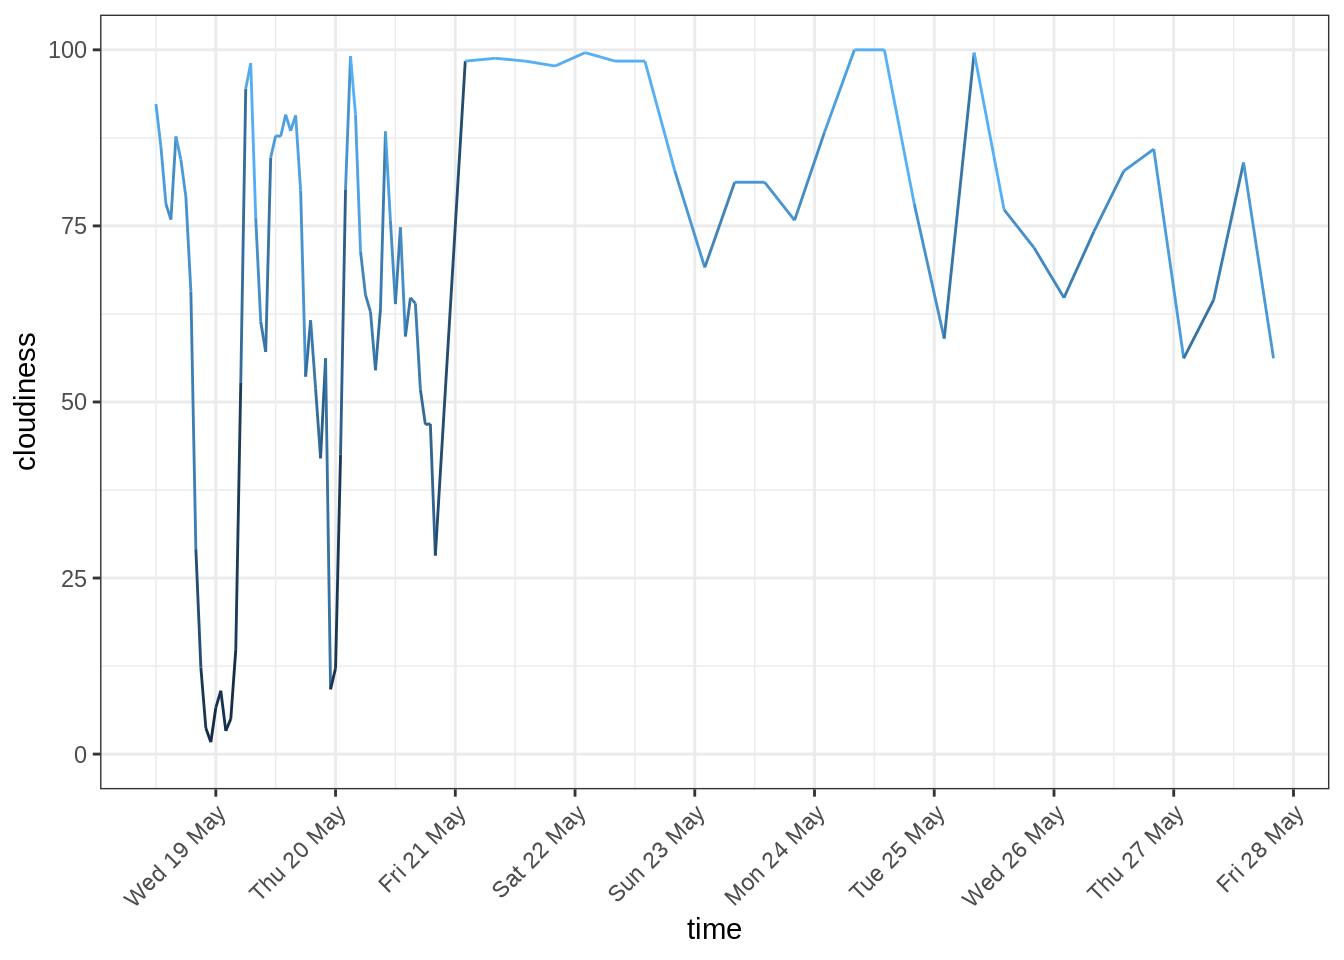 100
75
50
25
0
cloudiness
Wed 19 May
Thu 20 May
Fri 21 May
Sat 22 May
Sun 23 May
Mon 24 May
Tue 25 May
Wed 26 May
Thu 27 May
Fri 28 May
time